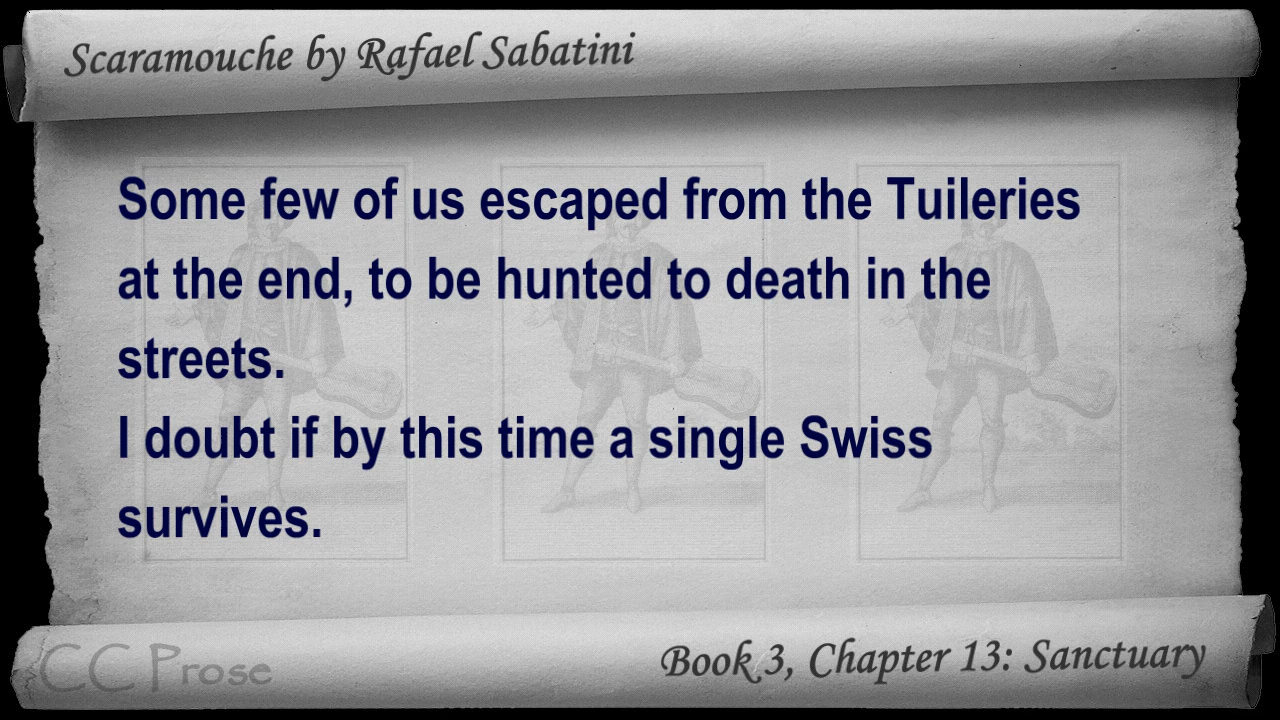 Scaramouche by Rafael Sabatini
Some few of us escaped from the Tuileries
at the end, to be hunted to death in the
streets.
I doubt if by this time a single Swiss
survives.
CC Prose
Book 3, Chapter 13: Sanctuary